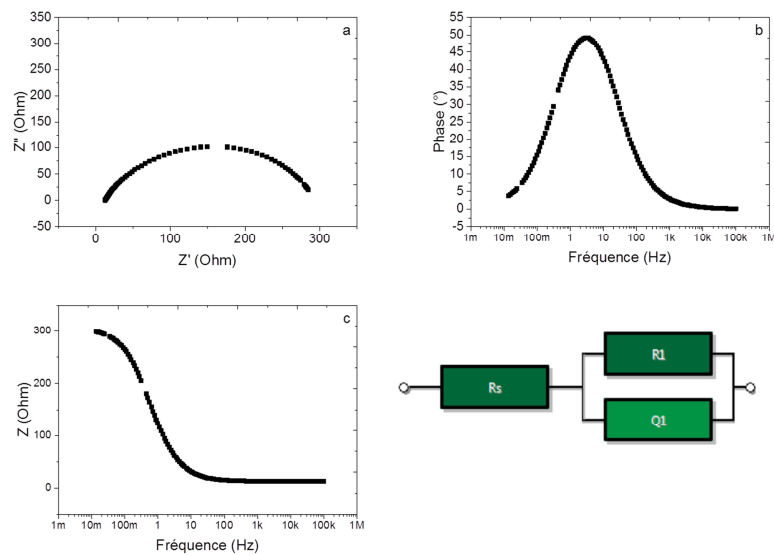 a
350
300
250
200
150
100
50
0
-50
Z" (Ohm)
0
100
200
300
Z' (Ohm)
b
55
50
45
40
35
30
25
20
15
10
5
0
-5
Phase (°)
1m
10m
100m
1
10
100
1k
10k
100k
1M
Fréquence (Hz)
c
300
200
100
0
Z (Ohm)
1m
10m
100m
1
10
100
1k
10k
100k
1M
Fréquence (Hz)
Rs
R1
Q1